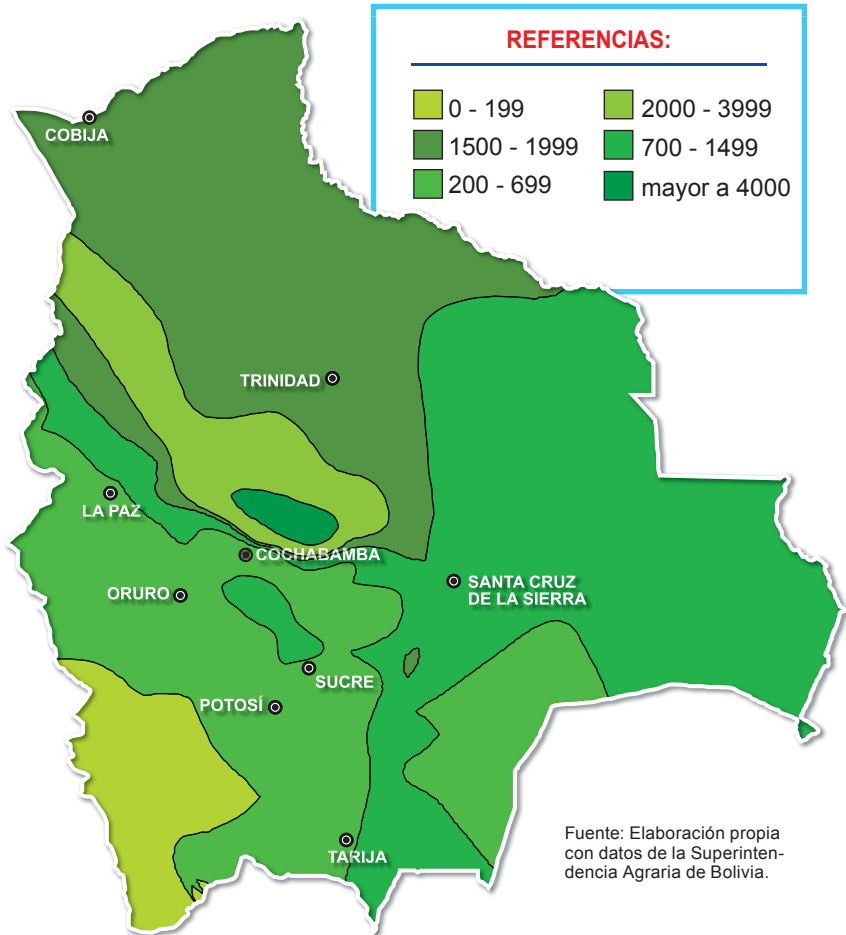 REFERENCIAS:
0 - 199
1500 - 1999
200 - 699
2000 - 3999
700 - 1499
mayor a 4000
COBIJA
TRINIDAD
LA PAZ
COCHABAMBA
ORURO
SANTA CRUZ
DE LA SIERRA
SUCRE
POTOSÍ
TARIJA
Fuente: Elaboración propia
con datos de la Superinten-
dencia Agraria de Bolivia.